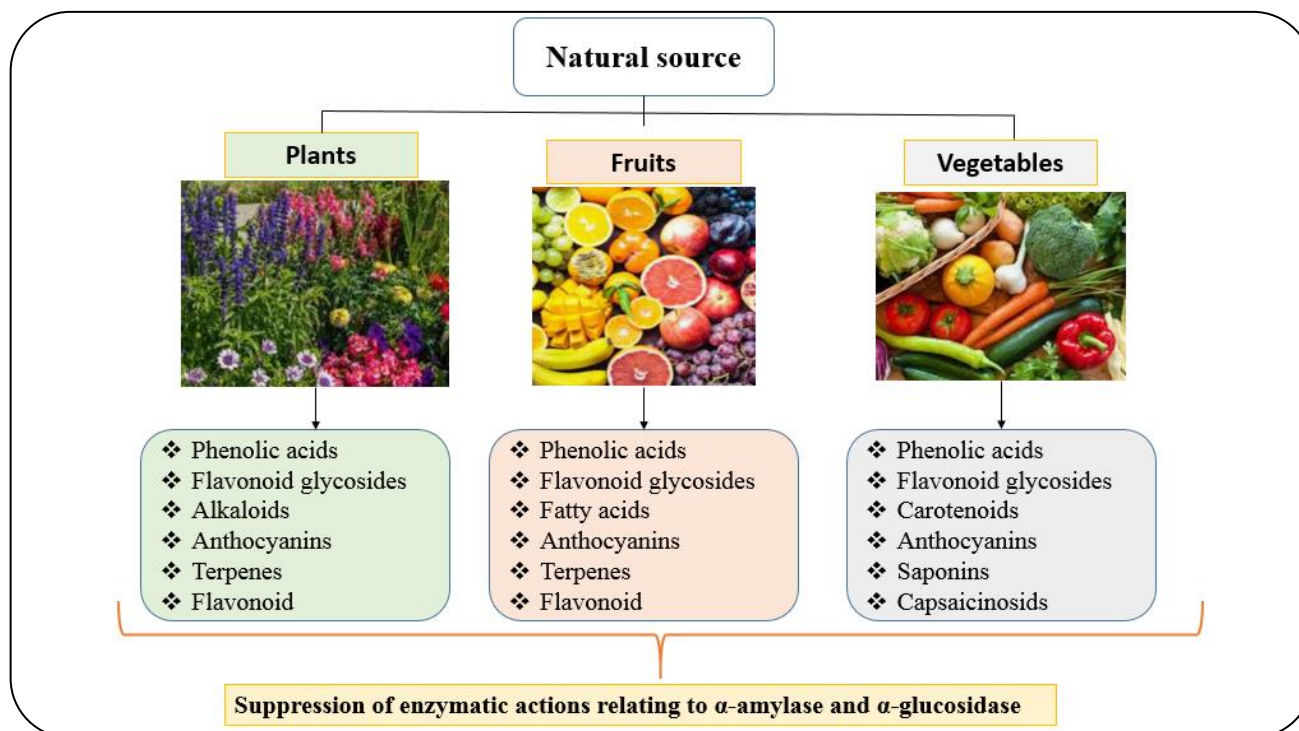 Natural source
Plants
Fruits
Vegetables
❖ Phenolic acids
❖ Flavonoid glycosides
❖ Alkaloids
❖ Anthocyanins
❖ Terpenes
❖ Flavonoid
❖ Phenolic acids
❖ Flavonoid glycosides
❖ Fatty acids
❖ Anthocyanins
❖ Terpenes
❖ Flavonoid
❖ Phenolic acids
❖ Flavonoid glycosides
❖ Carotenoids
❖ Anthocyanins
❖ Saponins
❖ Capsaicinosids
Suppression of enzymatic actions relating to α-amylase and α-glucosidase